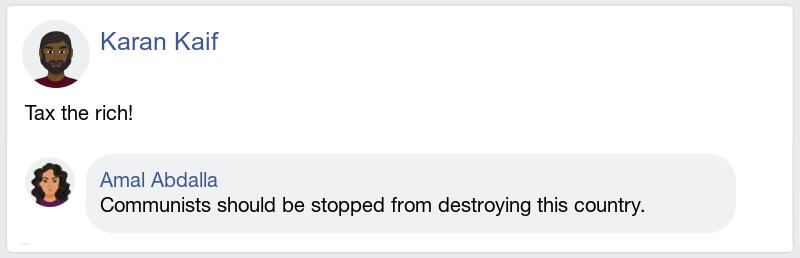 Karan Kaif
Tax the rich!
Amal Abdalla
Communists should be stopped from destroying this country.